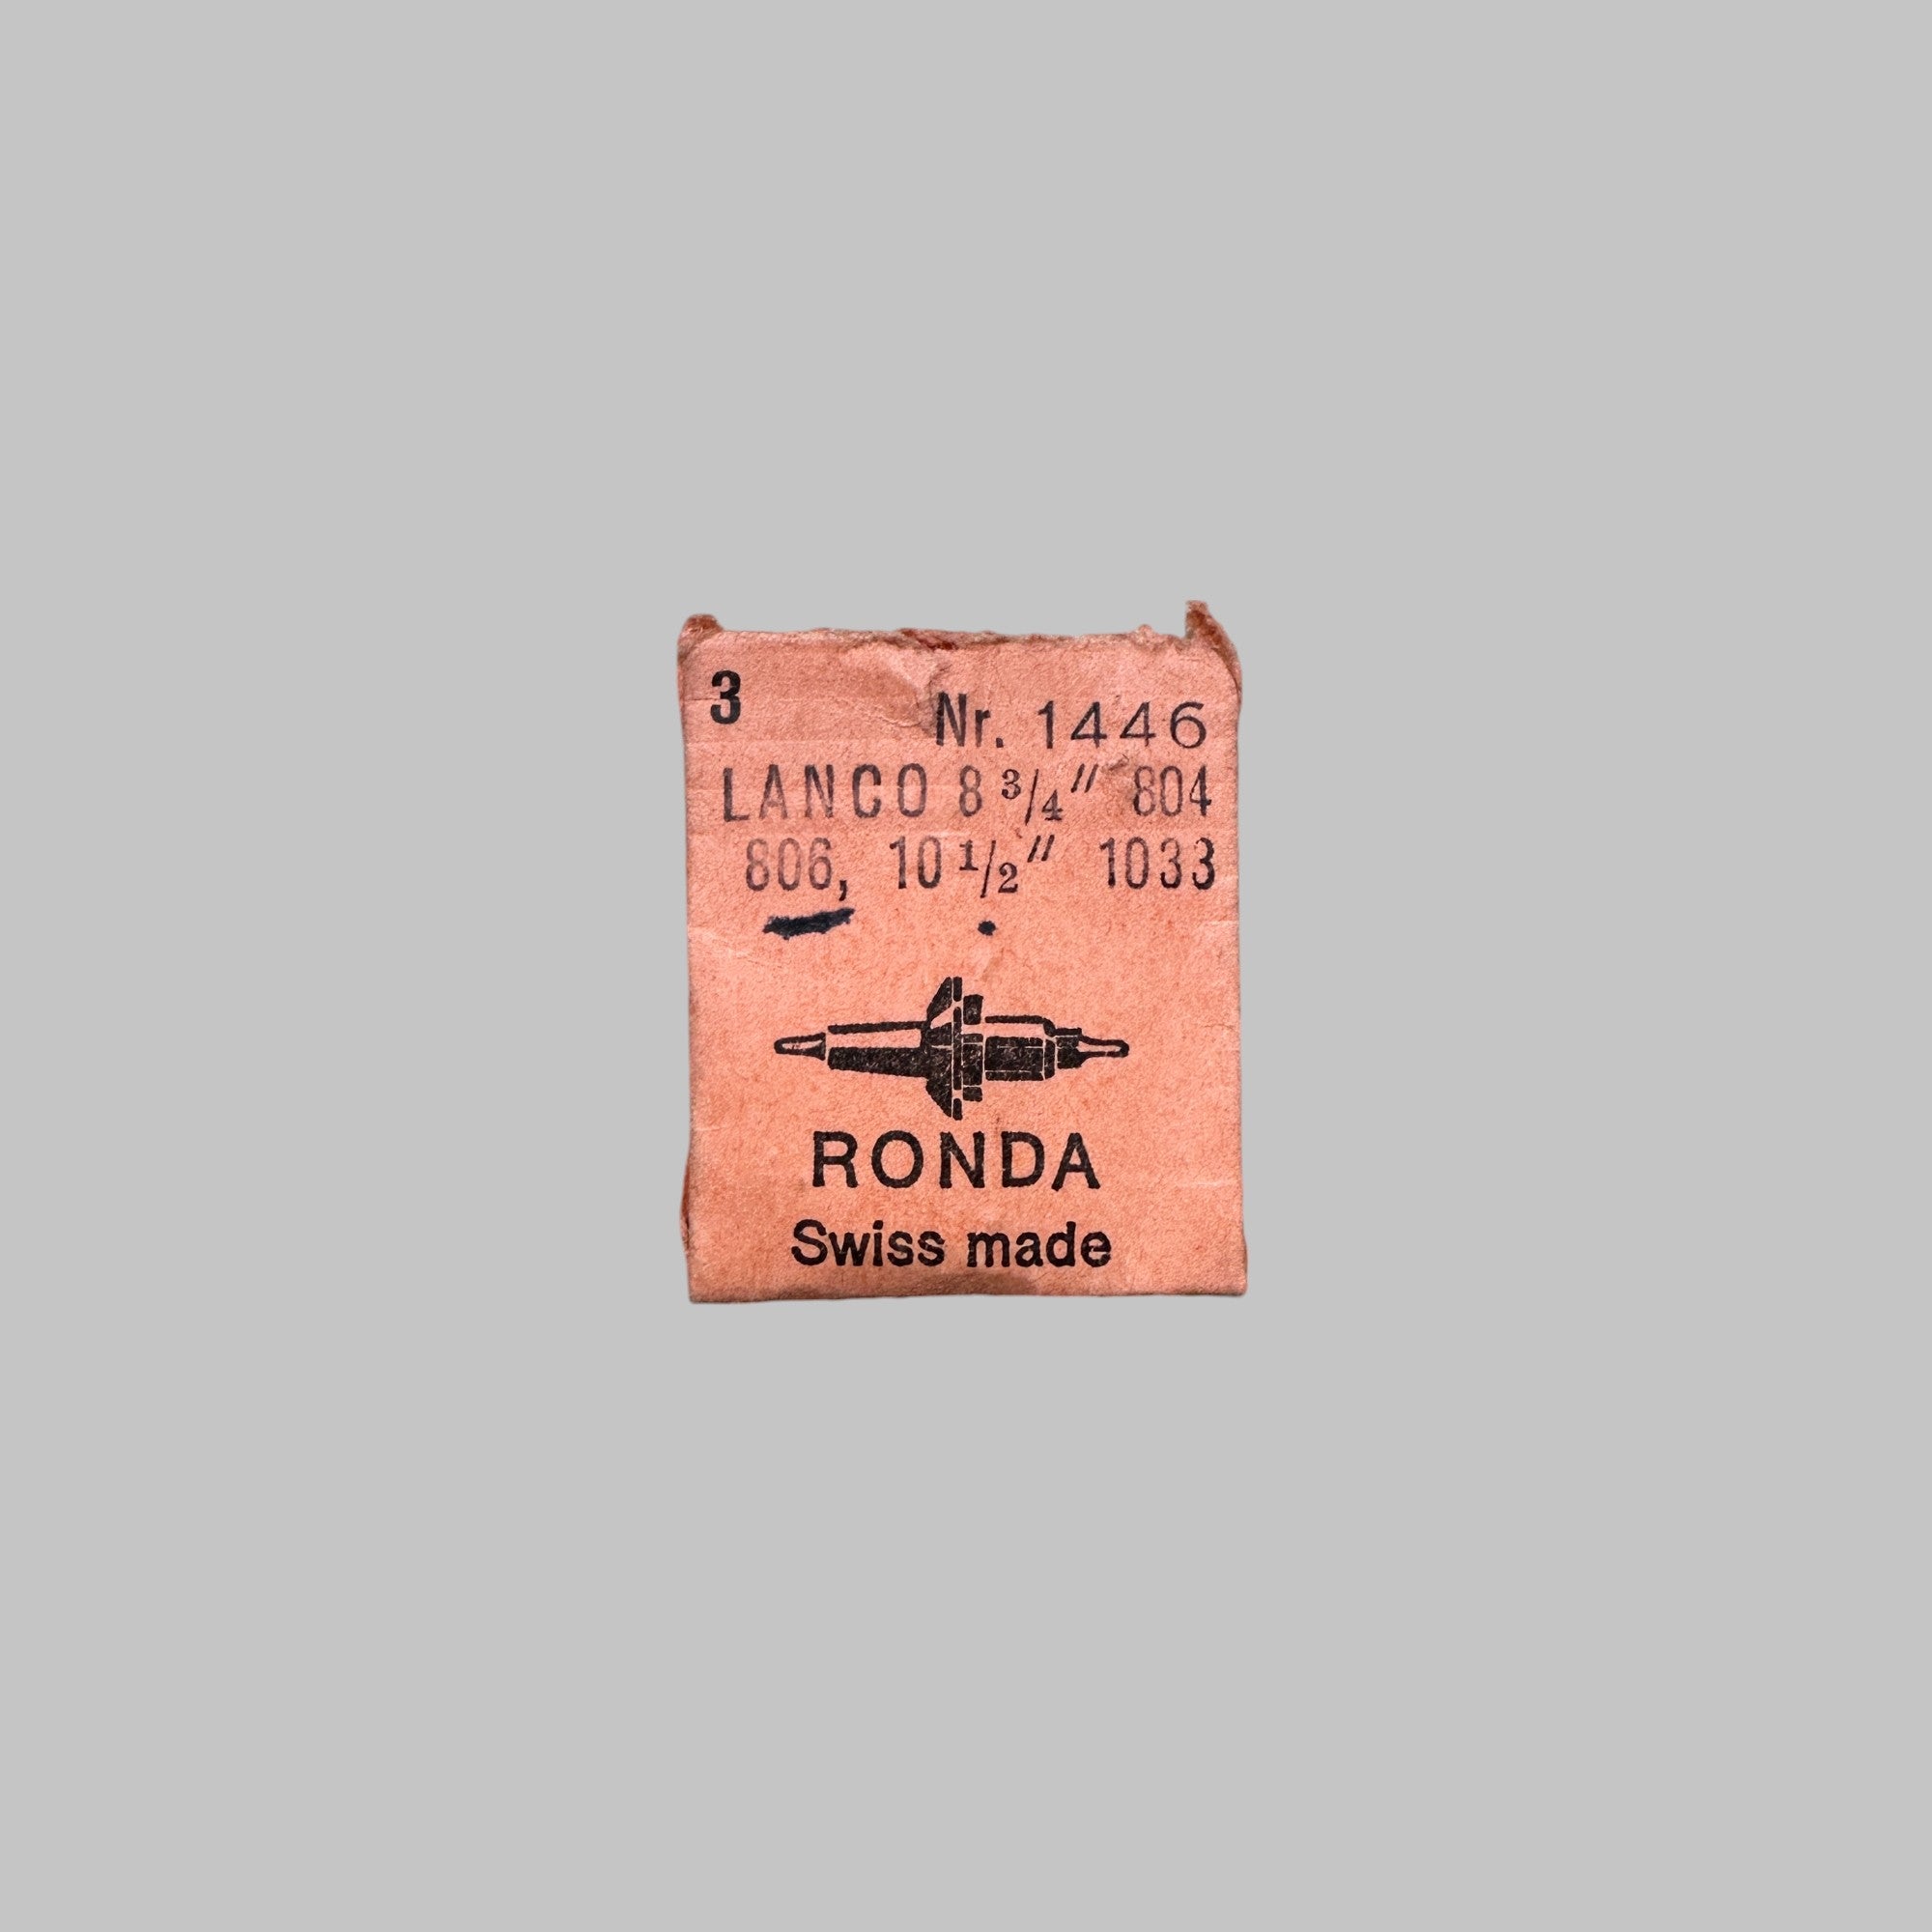 3
Nr. 1446
LANCO 8 3/4″ 804
806, 10 1/2″ 1033
RONDA
Swiss made